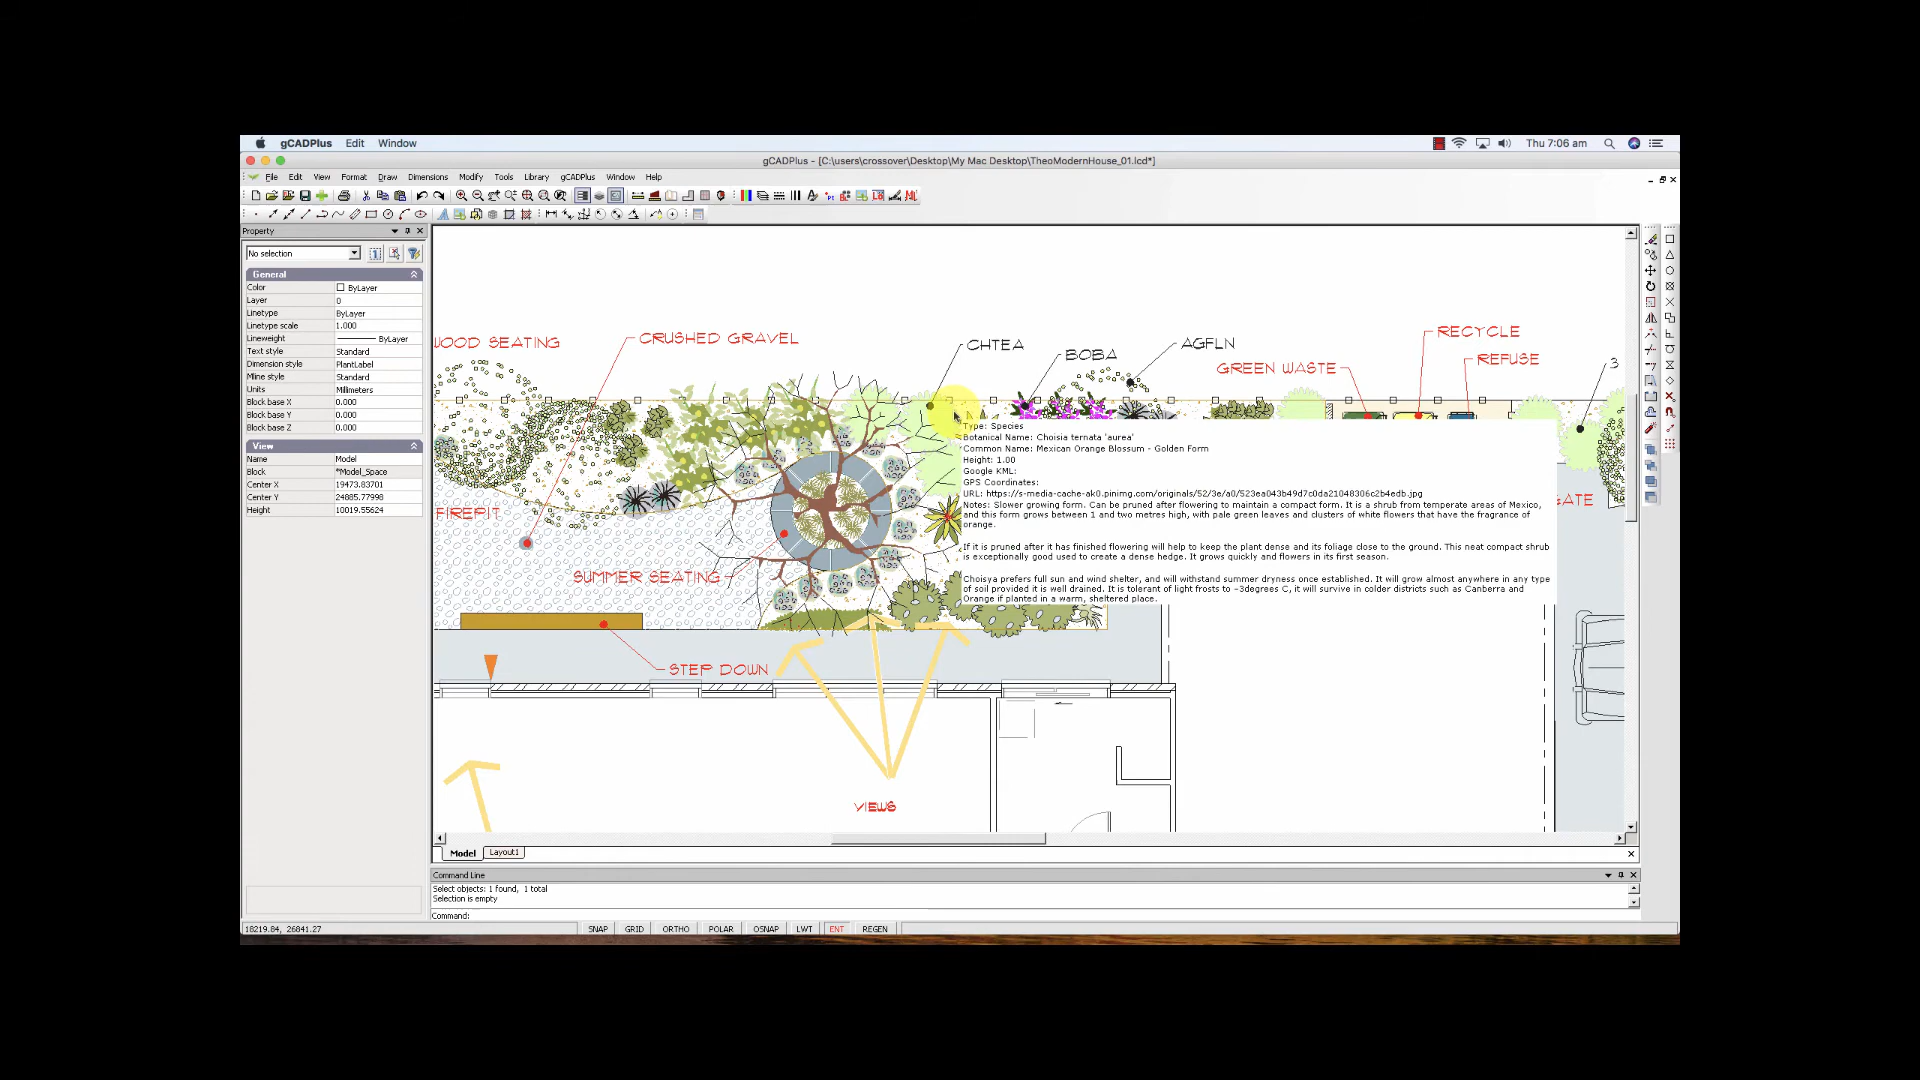 gCADPlus Edit Window
Thu 7:06 am
gCADPlus - [C:\users\crossover\Desktop\My Mac Desktop\TheoModernHouse_01.lcd*]
File Edit View Format Draw Dimensions Modify Tools Library gCADPlus Window Help
Property
No selection
General
Color ByLayer
Layer 0
Linetype ByLayer
Linetype scale 1.000
Lineweight ByLayer
Text style Standard
Dimension style PlantLabel
Mline style Standard
Units Millimeters
Block base X 0.000
Block base Y 0.000
Block base Z 0.000
View
Name Model
Block *Model_Space
Center X 19473.83701
Center Y 24885.77998
Height 10019.55624
WOOD SEATING
CRUSHED GRAVEL
CHTEA
BOBA
AGFLN
GREEN WASTE
RECYCLE
REFUSE
3
FIREPIT
GATE
SUMMER SEATING
STEP DOWN
VIEWS
Type: Species
Botanical Name: Choisia ternata 'aurea'
Common Name: Mexican Orange Blossum - Golden Form
Height: 1.00
Google KML:
GPS Coordinates:
URL: https://s-media-cache-ak0.pinimg.com/originals/52/3e/a0/523ea043b49d7c0da21048306c2b4edb.jpg
Notes: Slower growing form. Can be pruned after flowering to maintain a compact form. It is a shrub from temperate areas of Mexico,
and this form grows between 1 and two metres high, with pale green leaves and clusters of white flowers that have the fragrance of
orange.
If it is pruned after it has finished flowering will help to keep the plant dense and its foliage close to the ground. This neat compact shrub
is exceptionally good used to create a dense hedge. It grows quickly and flowers in its first season.
Choisya prefers full sun and wind shelter, and will withstand summer dryness once established. It will grow almost anywhere in any type
of soil provided it is well drained. It is tolerant of light frosts to -3degrees C, it will survive in colder districts such as Canberra and
Orange if planted in a warm, sheltered place.
Model Layout1
Command Line
Select objects: 1 found, 1 total
Selection is empty
Command:
18219.84, 26841.27
SNAP GRID ORTHO POLAR OSNAP LWT ENT REGEN